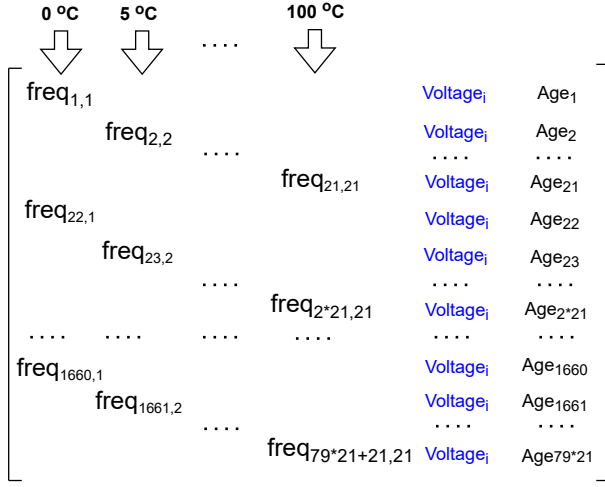 0 °C 5 °C 100 °C
....
freq1,1 Voltagei Age1
freq2,2 Voltagei Age2
.... .... ....
freq21,21 Voltagei Age21
freq22,1 Voltagei Age22
freq23,2 Voltagei Age23
.... .... ....
freq2*21,21 Voltagei Age2*21
.... .... .... .... .... ....
freq1660,1 Voltagei Age1660
freq1661,2 Voltagei Age1661
.... .... ....
freq79*21+21,21 Voltagei Age79*21